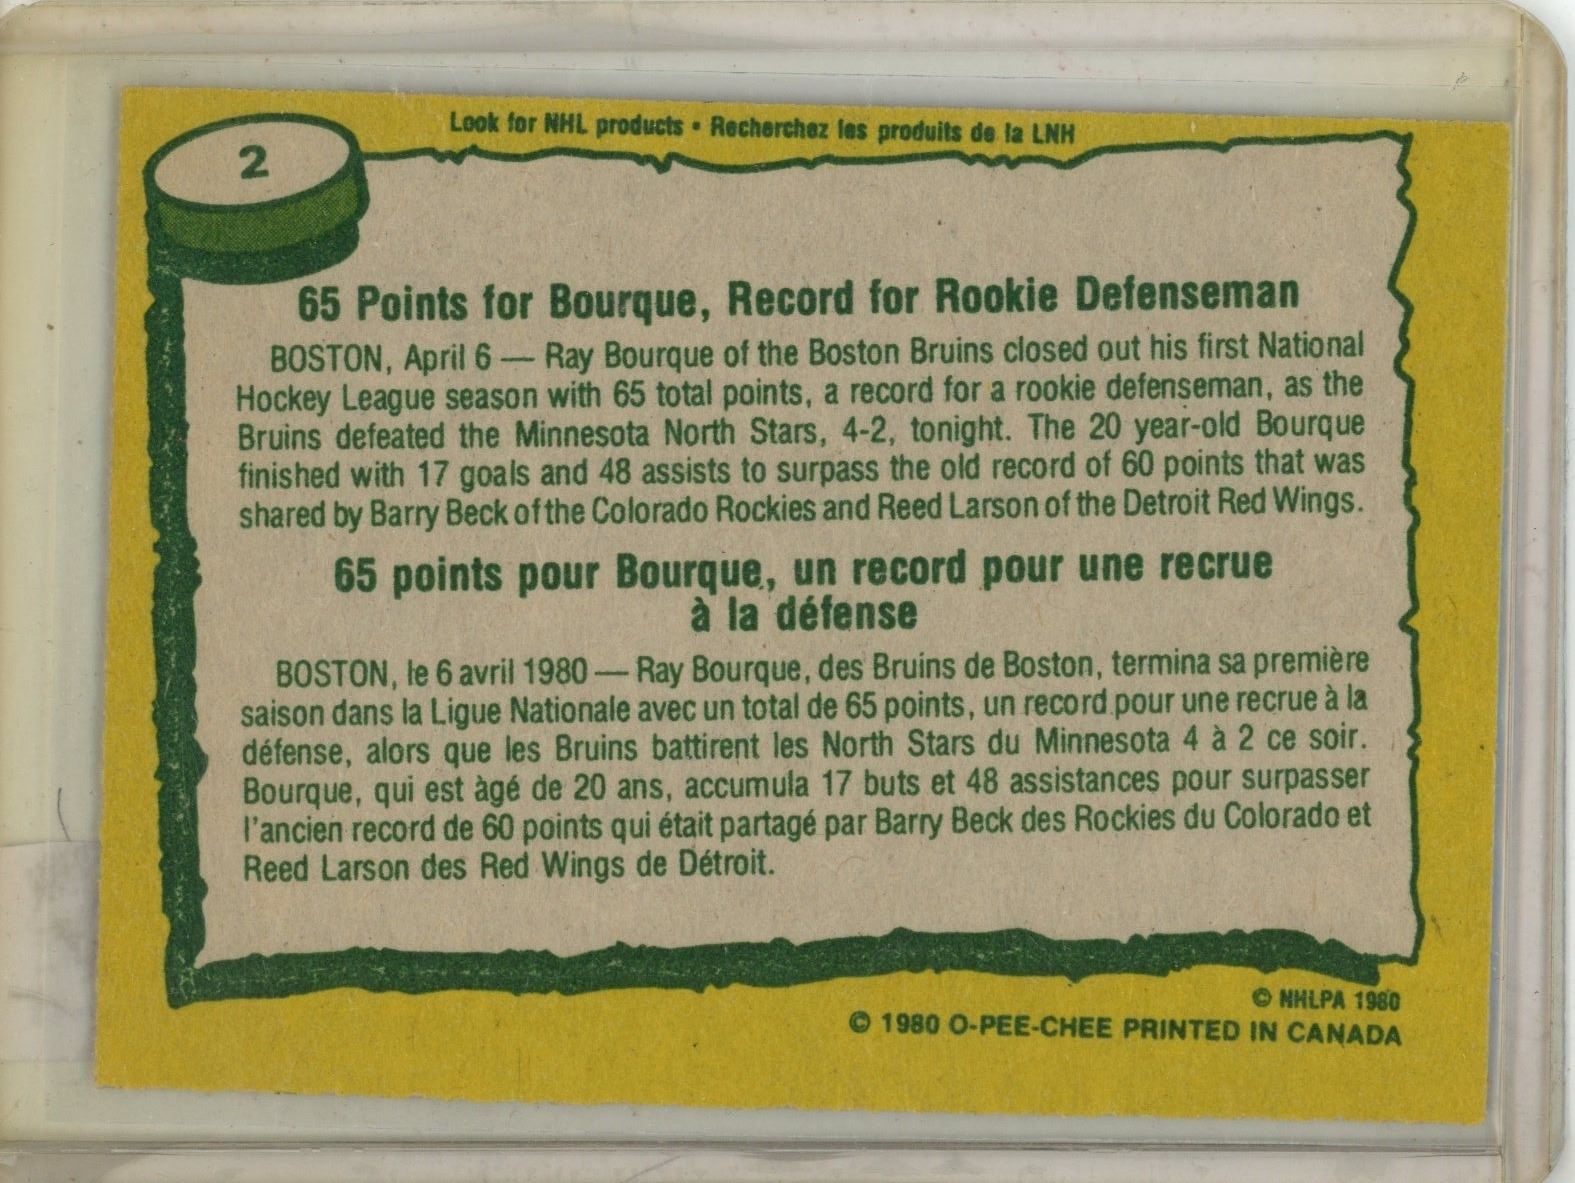 Look for NHL products • Recherchez les produits de la LNH
2
65 Points for Bourque, Record for Rookie Defenseman
BOSTON, April 6 — Ray Bourque of the Boston Bruins closed out his first National
Hockey League season with 65 total points, a record for a rookie defenseman, as the
Bruins defeated the Minnesota North Stars, 4-2, tonight. The 20 year-old Bourque
finished with 17 goals and 48 assists to surpass the old record of 60 points that was
shared by Barry Beck of the Colorado Rockies and Reed Larson of the Detroit Red Wings.
65 points pour Bourque, un record pour une recrue
à la défense
BOSTON, le 6 avril 1980 — Ray Bourque, des Bruins de Boston, termina sa première
saison dans la Ligue Nationale avec un total de 65 points, un record pour une recrue à la
défense, alors que les Bruins battirent les North Stars du Minnesota 4 à 2 ce soir.
Bourque, qui est àgé de 20 ans, accumula 17 buts et 48 assistances pour surpasser
l'ancien record de 60 points qui était partagé par Barry Beck des Rockies du Colorado et
Reed Larson des Red Wings de Détroit.
© NHLPA 1980
© 1980 O-PEE-CHEE PRINTED IN CANADA